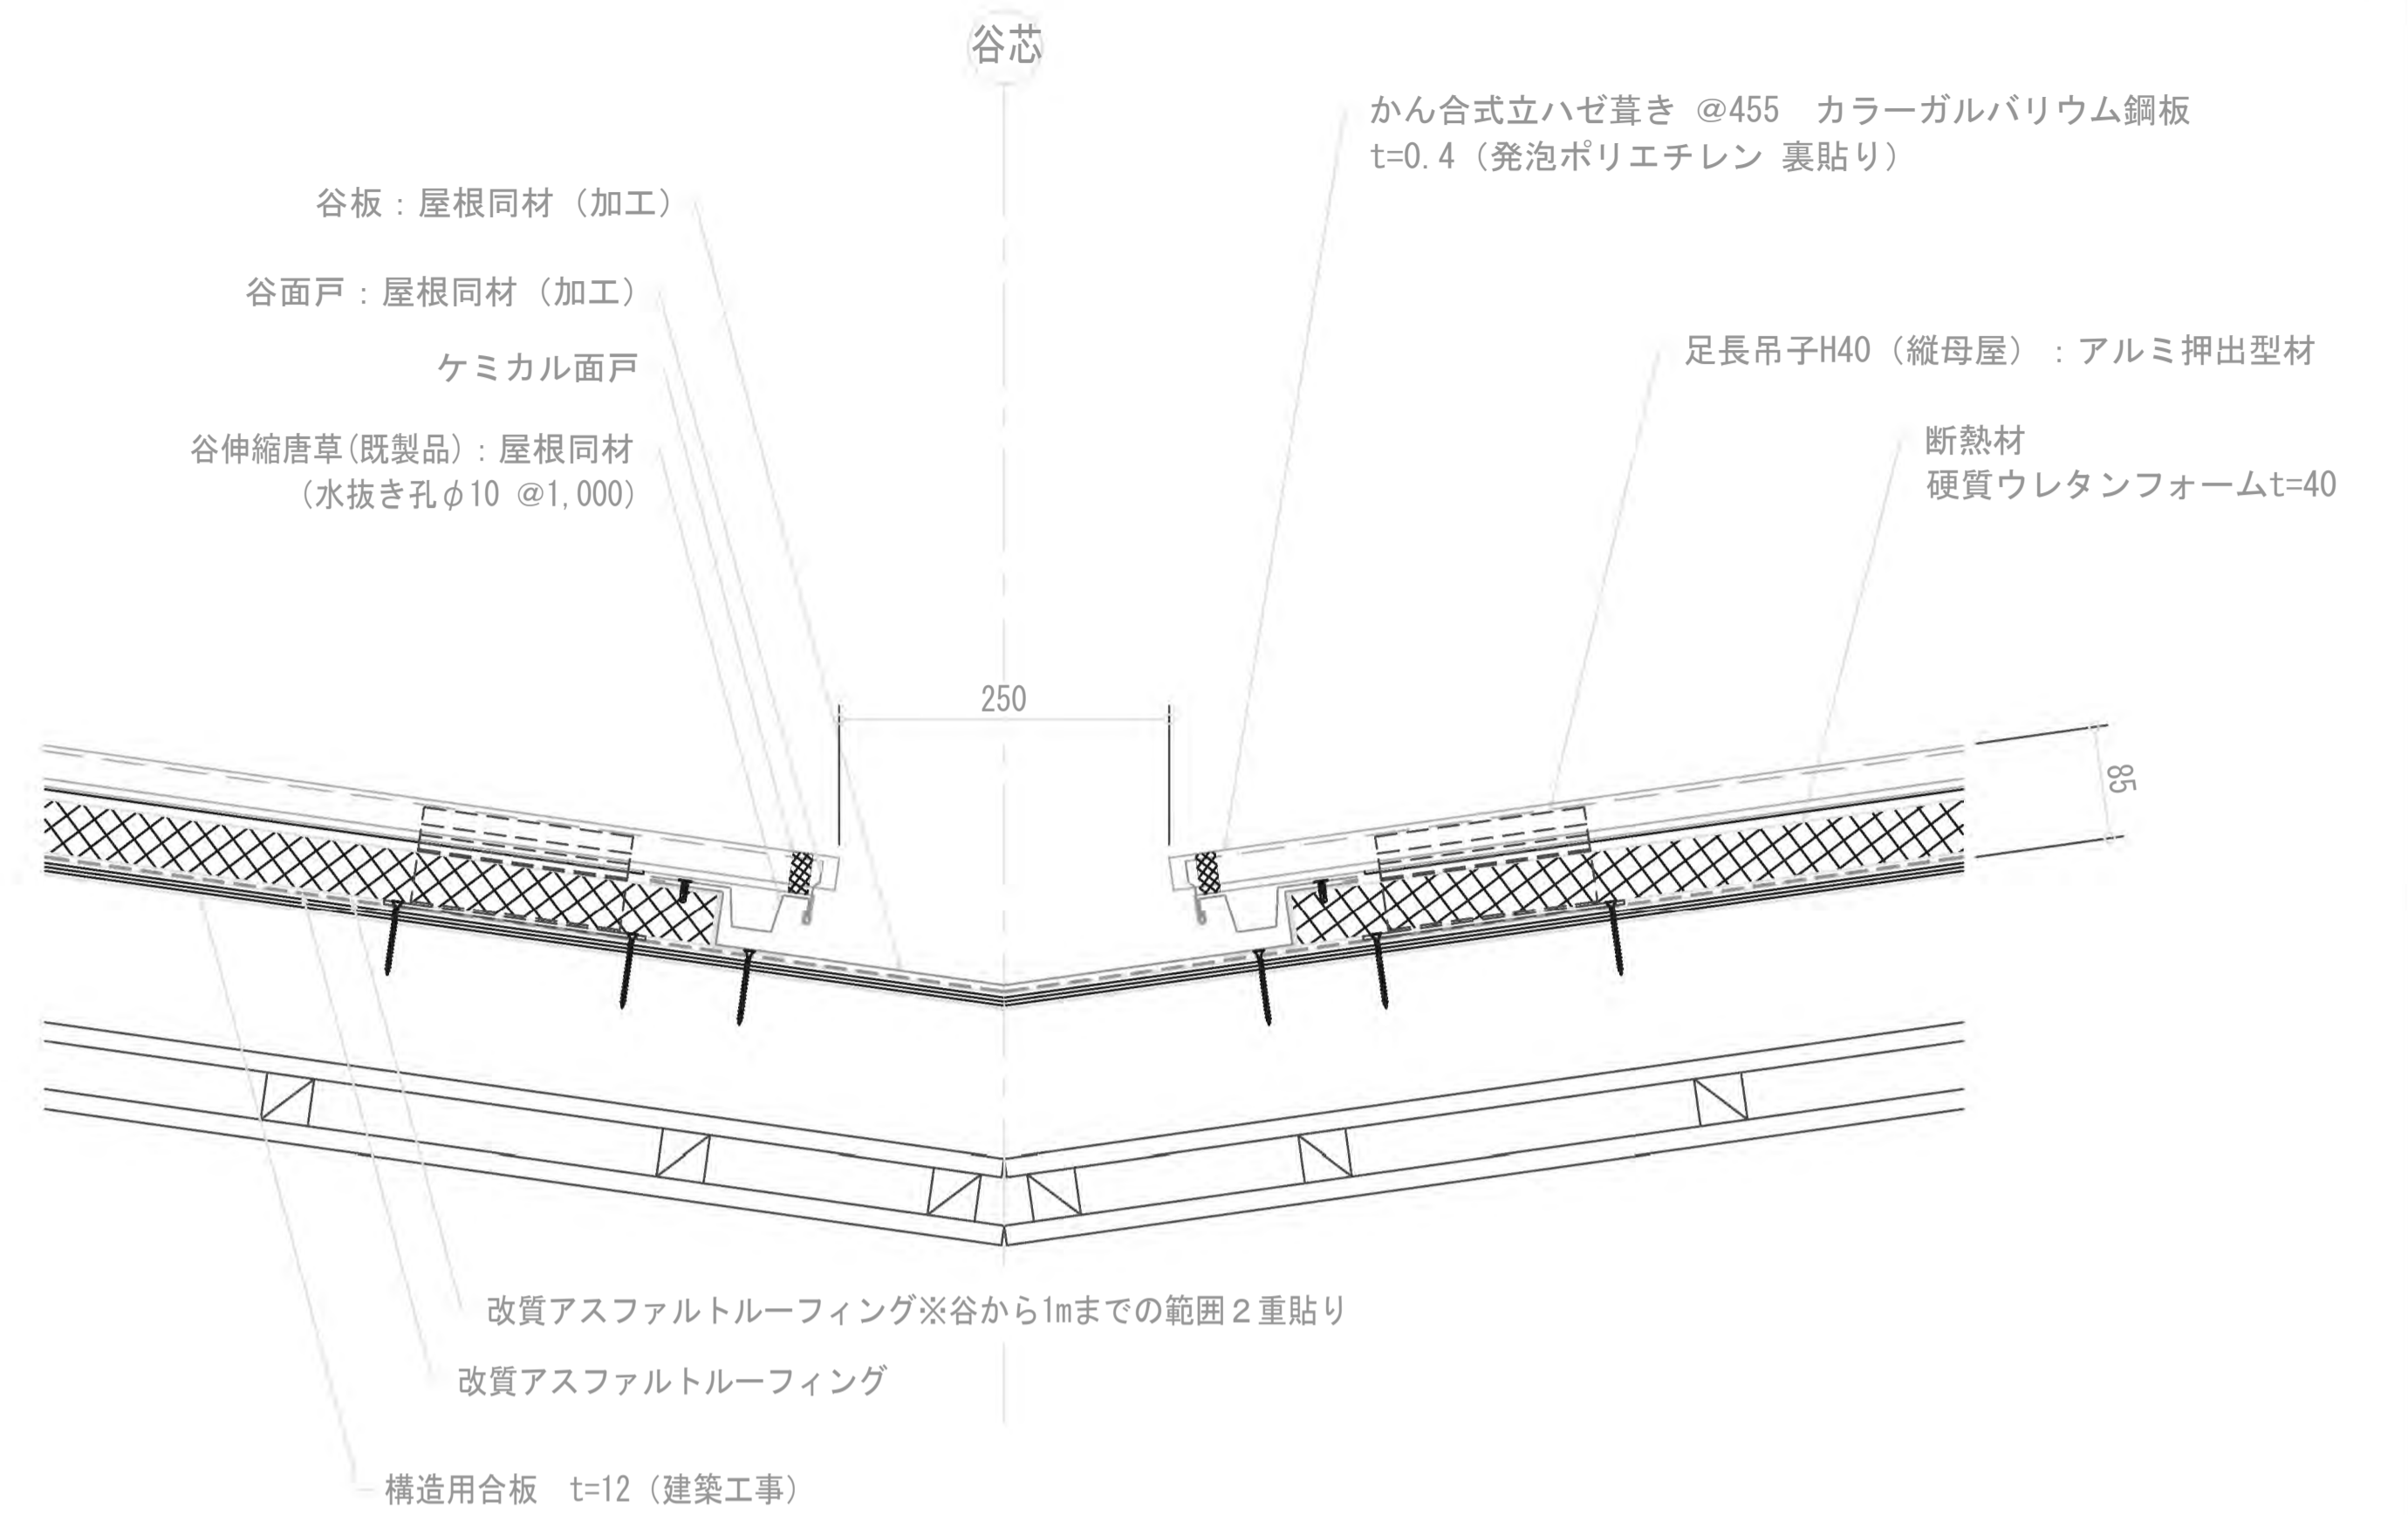 谷芯
かん合式立ハゼ葺き @455　カラーガルバリウム鋼板
t=0.4（発泡ポリエチレン 裏貼り）
谷板：屋根同材（加工）
谷面戸：屋根同材（加工）
ケミカル面戸
谷伸縮唐草(既製品)：屋根同材
（水抜き孔φ10 @1,000）
足長吊子H40（縦母屋）：アルミ押出型材
断熱材
硬質ウレタンフォームt=40
250
85
改質アスファルトルーフィング※谷から1mまでの範囲２重貼り
改質アスファルトルーフィング
構造用合板　t=12（建築工事）